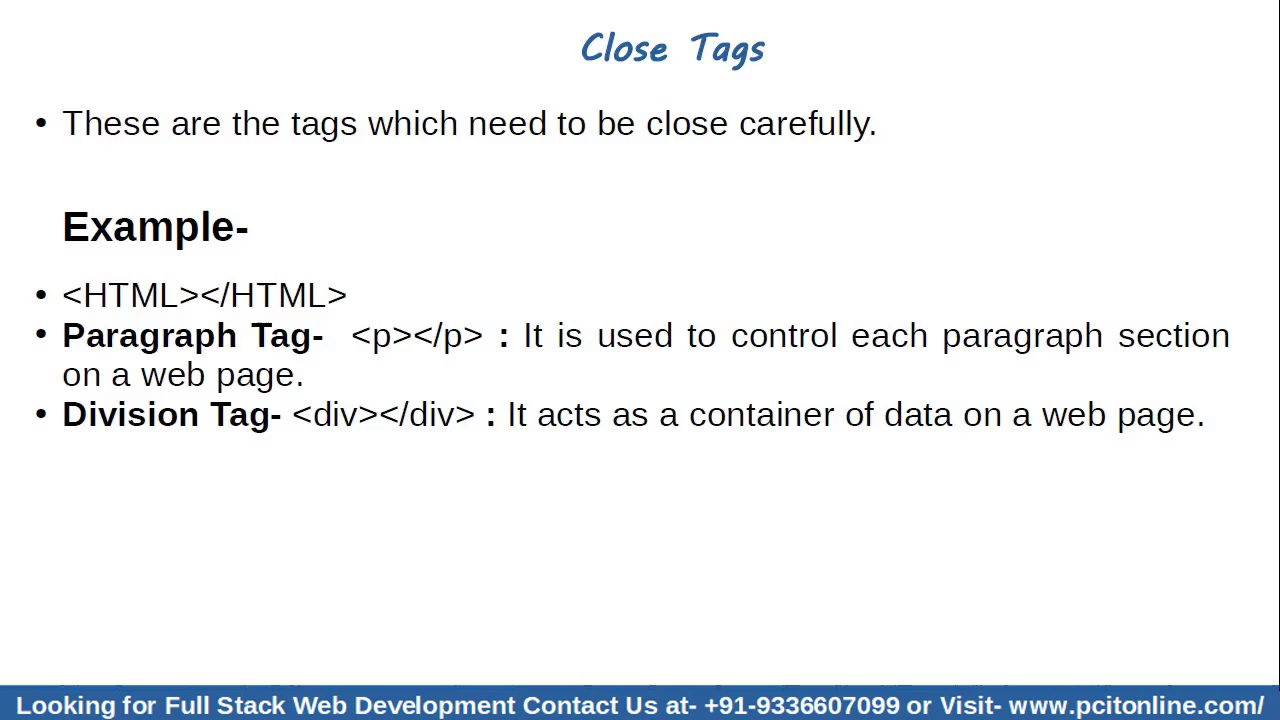 Close Tags
• These are the tags which need to be close carefully.
Example-
• <HTML></HTML>
• Paragraph Tag- <p></p> : It is used to control each paragraph section
on a web page.
• Division Tag- <div></div> : It acts as a container of data on a web page.
Looking for Full Stack Web Development Contact Us at- +91-9336607099 or Visit- www.pcitonline.com/